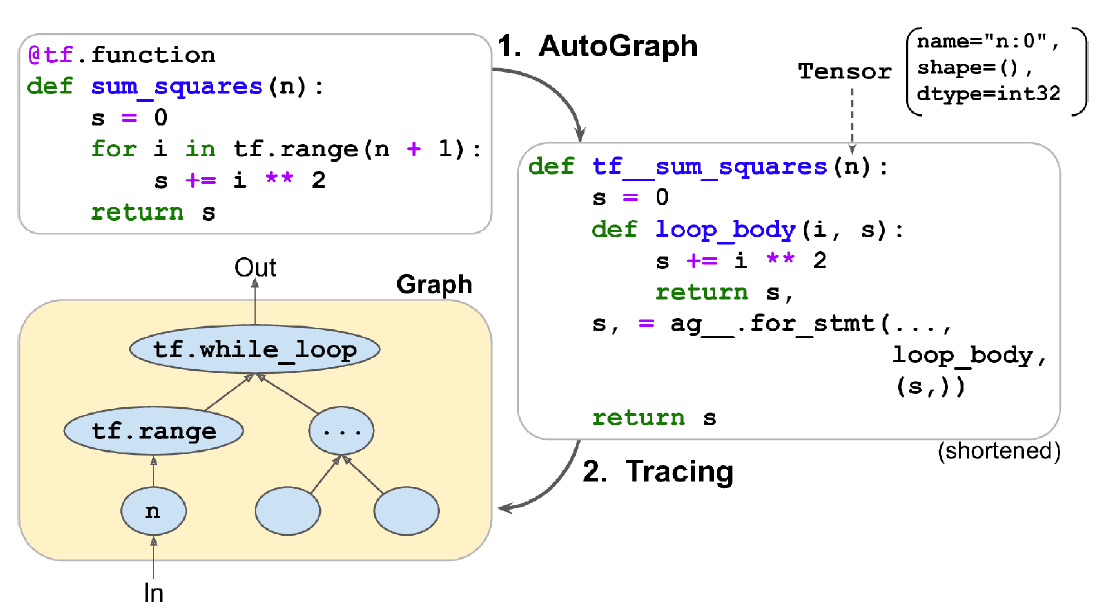 @tf.function
def sum_squares(n):
    s = 0
    for i in tf.range(n + 1):
        s += i ** 2
    return s
1. AutoGraph
Tensor
name="n:0",
shape=(),
dtype=int32
def tf__sum_squares(n):
    s = 0
    def loop_body(i, s):
        s += i ** 2
        return s,
    s, = ag__.for_stmt(...,
                       loop_body,
                       (s,))
    return s
(shortened)
2. Tracing
Out
Graph
tf.while_loop
tf.range
...
n
In